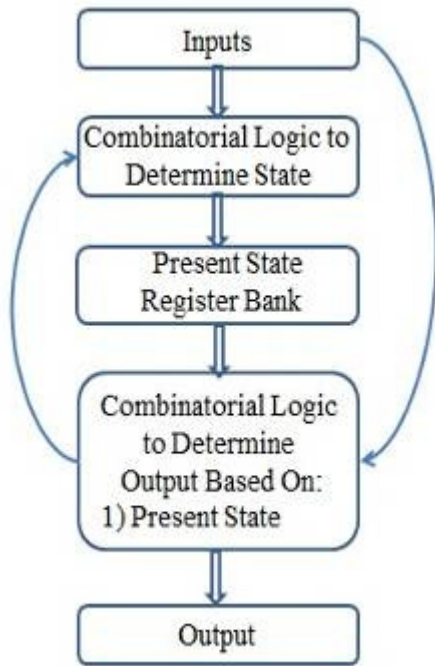 Inputs
Combinatorial Logic to
Determine State
Present State
Register Bank
Combinatorial Logic
to Determine
Output Based On:
1) Present State
Output